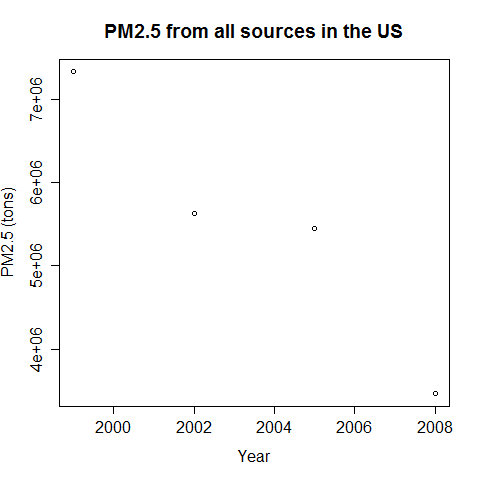 PM2.5 from all sources in the US
7e+06
6e+06
5e+06
4e+06
PM2.5 (tons)
2000 2002 2004 2006 2008
Year